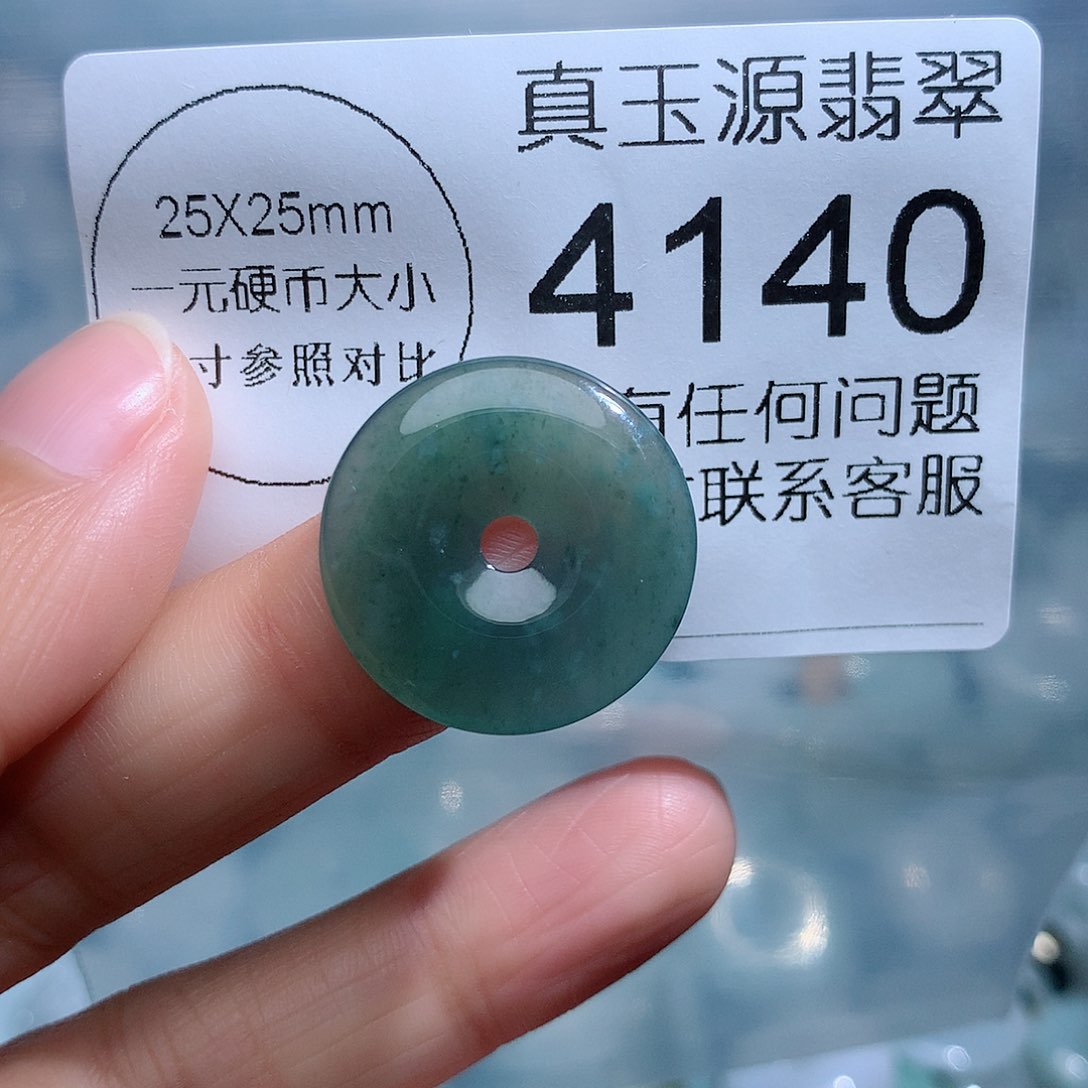 25X25mm
一元硬币大小
寸参照对比
真玉源翡翠
4140
有任何问题
联系客服